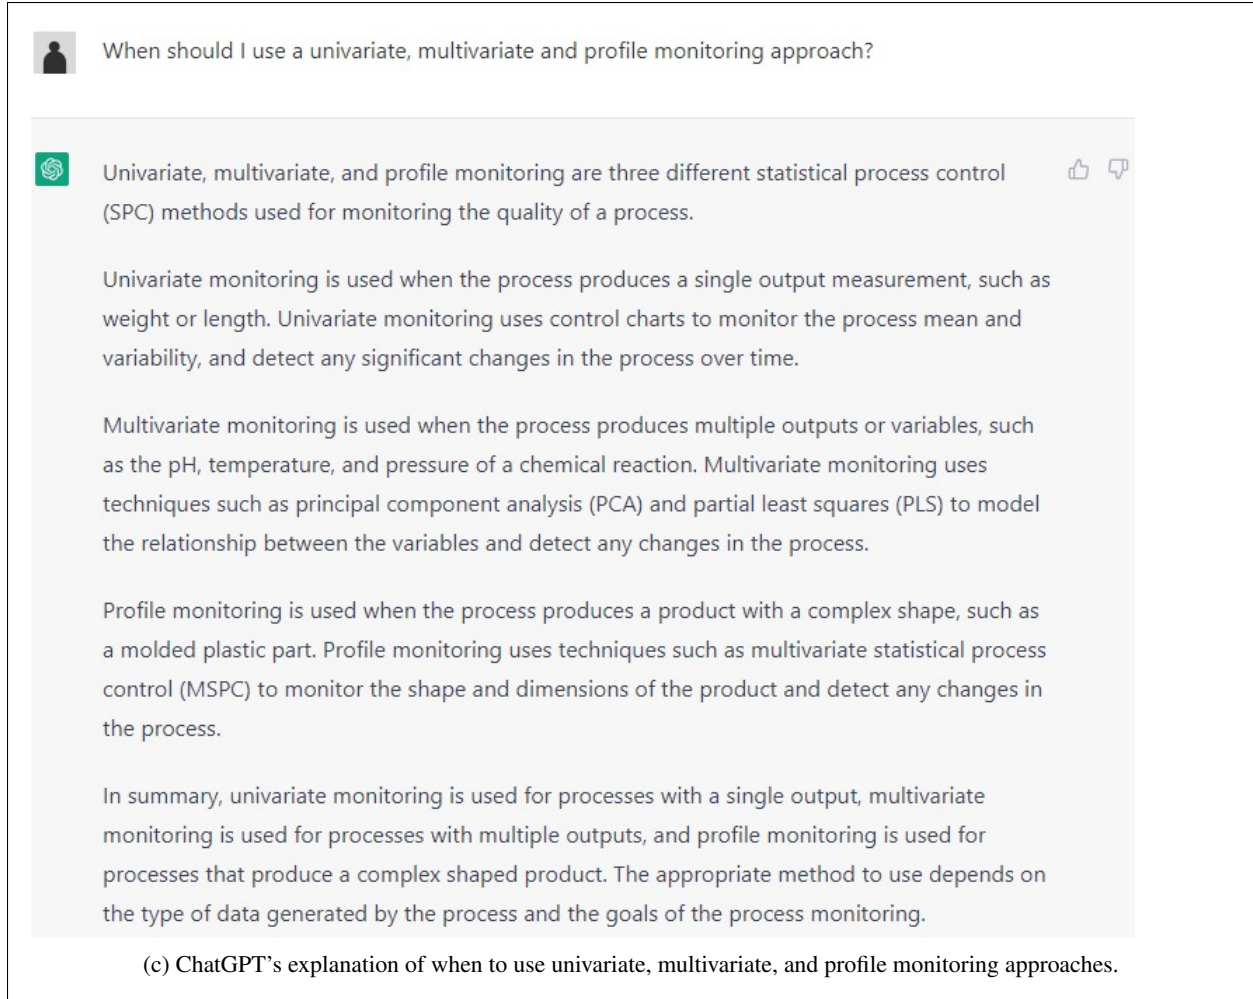 When should I use a univariate, multivariate and profile monitoring approach?
Univariate, multivariate, and profile monitoring are three different statistical process control
(SPC) methods used for monitoring the quality of a process.
Univariate monitoring is used when the process produces a single output measurement, such as
weight or length. Univariate monitoring uses control charts to monitor the process mean and
variability, and detect any significant changes in the process over time.
Multivariate monitoring is used when the process produces multiple outputs or variables, such
as the pH, temperature, and pressure of a chemical reaction. Multivariate monitoring uses
techniques such as principal component analysis (PCA) and partial least squares (PLS) to model
the relationship between the variables and detect any changes in the process.
Profile monitoring is used when the process produces a product with a complex shape, such as
a molded plastic part. Profile monitoring uses techniques such as multivariate statistical process
control (MSPC) to monitor the shape and dimensions of the product and detect any changes in
the process.
In summary, univariate monitoring is used for processes with a single output, multivariate
monitoring is used for processes with multiple outputs, and profile monitoring is used for
processes that produce a complex shaped product. The appropriate method to use depends on
the type of data generated by the process and the goals of the process monitoring.
(c) ChatGPT's explanation of when to use univariate, multivariate, and profile monitoring approaches.